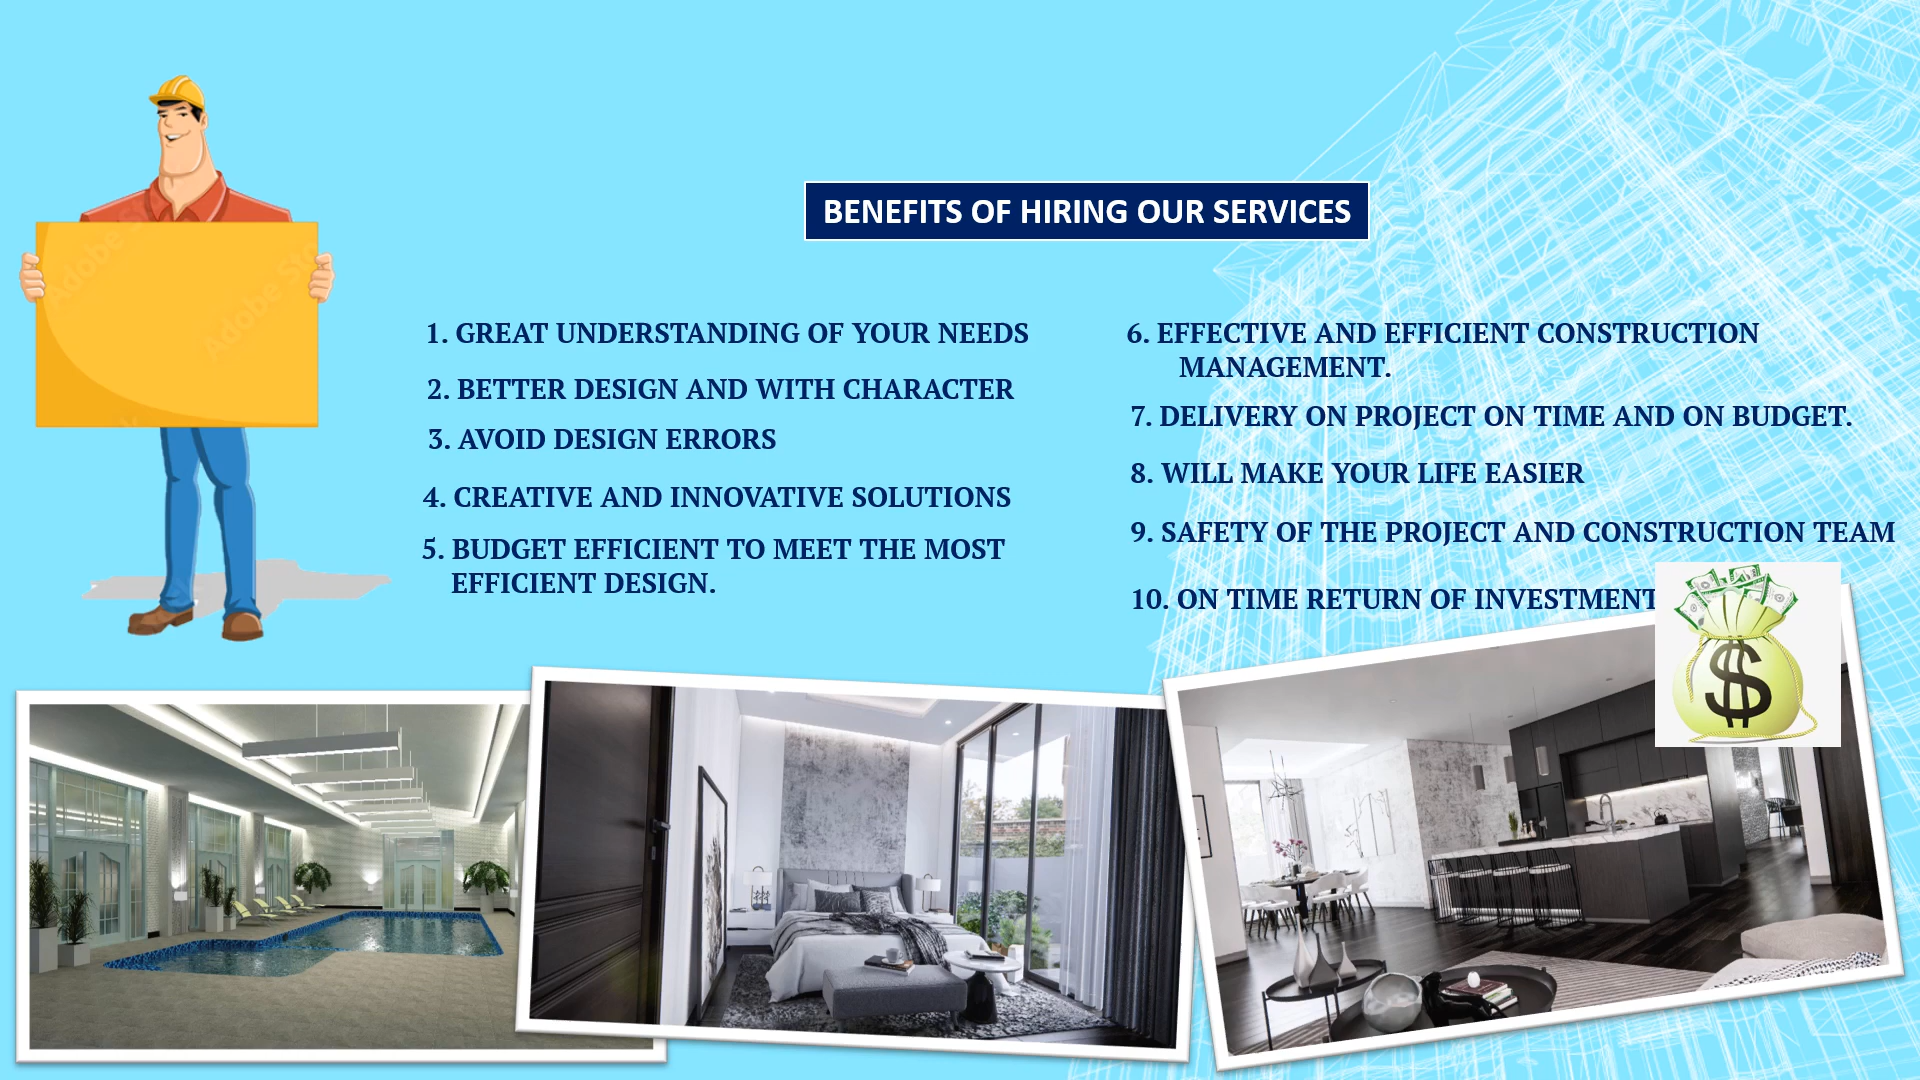 BENEFITS OF HIRING OUR SERVICES
1. GREAT UNDERSTANDING OF YOUR NEEDS
2. BETTER DESIGN AND WITH CHARACTER
3. AVOID DESIGN ERRORS
4. CREATIVE AND INNOVATIVE SOLUTIONS
5. BUDGET EFFICIENT TO MEET THE MOST
EFFICIENT DESIGN.
6. EFFECTIVE AND EFFICIENT CONSTRUCTION
MANAGEMENT.
7. DELIVERY ON PROJECT ON TIME AND ON BUDGET.
8. WILL MAKE YOUR LIFE EASIER
9. SAFETY OF THE PROJECT AND CONSTRUCTION TEAM
10. ON TIME RETURN OF INVESTMENT
$
Adobe
Adobe